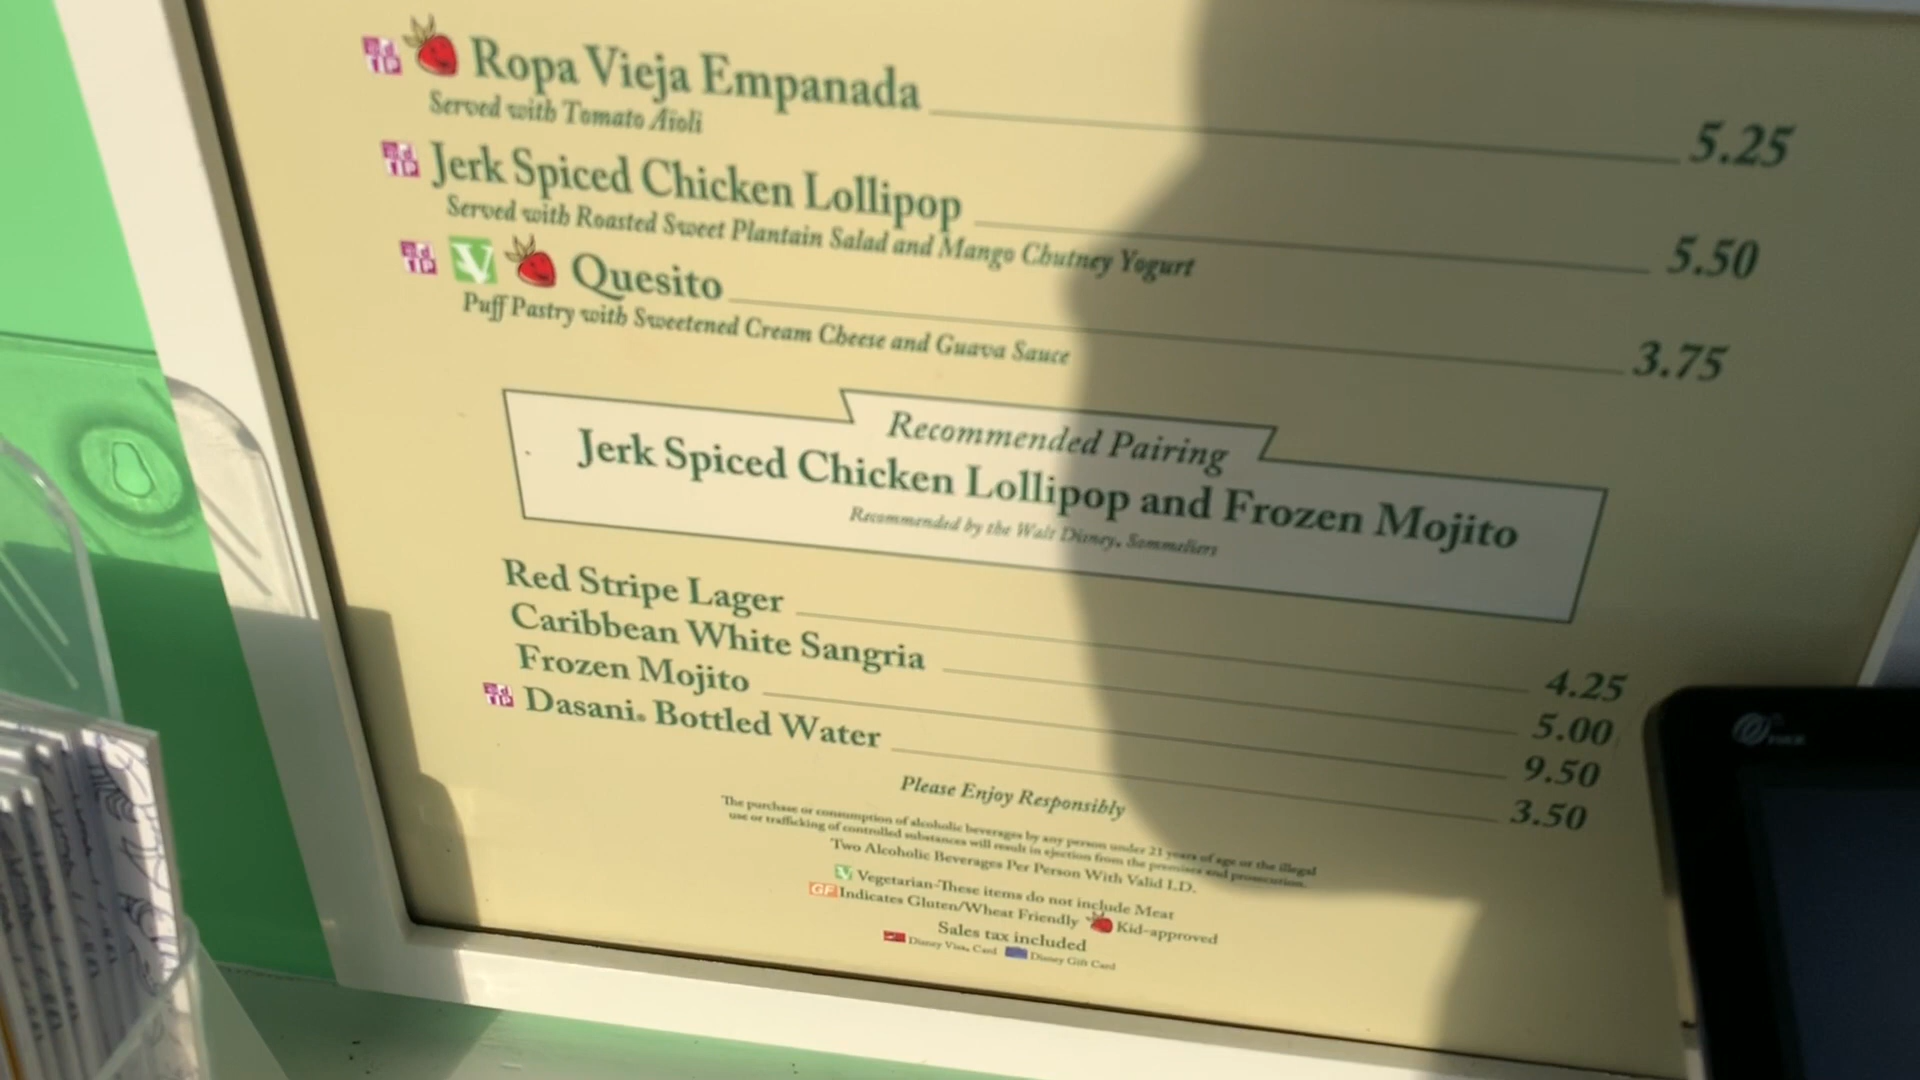 Ropa Vieja Empanada 5.25
Served with Tomato Aioli
Jerk Spiced Chicken Lollipop 5.50
Served with Roasted Sweet Plantain Salad and Mango Chutney Yogurt
V Quesito 3.75
Puff Pastry with Sweetened Cream Cheese and Guava Sauce
Recommended Pairing
Jerk Spiced Chicken Lollipop and Frozen Mojito
Recommended by the Walt Disney® Sommeliers
Red Stripe Lager 4.25
Caribbean White Sangria 5.00
Frozen Mojito 9.50
Dasani® Bottled Water 3.50
Please Enjoy Responsibly
The purchase or consumption of alcoholic beverages by any person under 21 years of age or the illegal
use or trafficking of controlled substances will result in ejection from the premises and prosecution.
Two Alcoholic Beverages Per Person With Valid I.D.
V Vegetarian-These items do not include Meat
GF Indicates Gluten/Wheat Friendly Kid-approved
Sales tax included
Disney Visa® Card Disney Gift Card